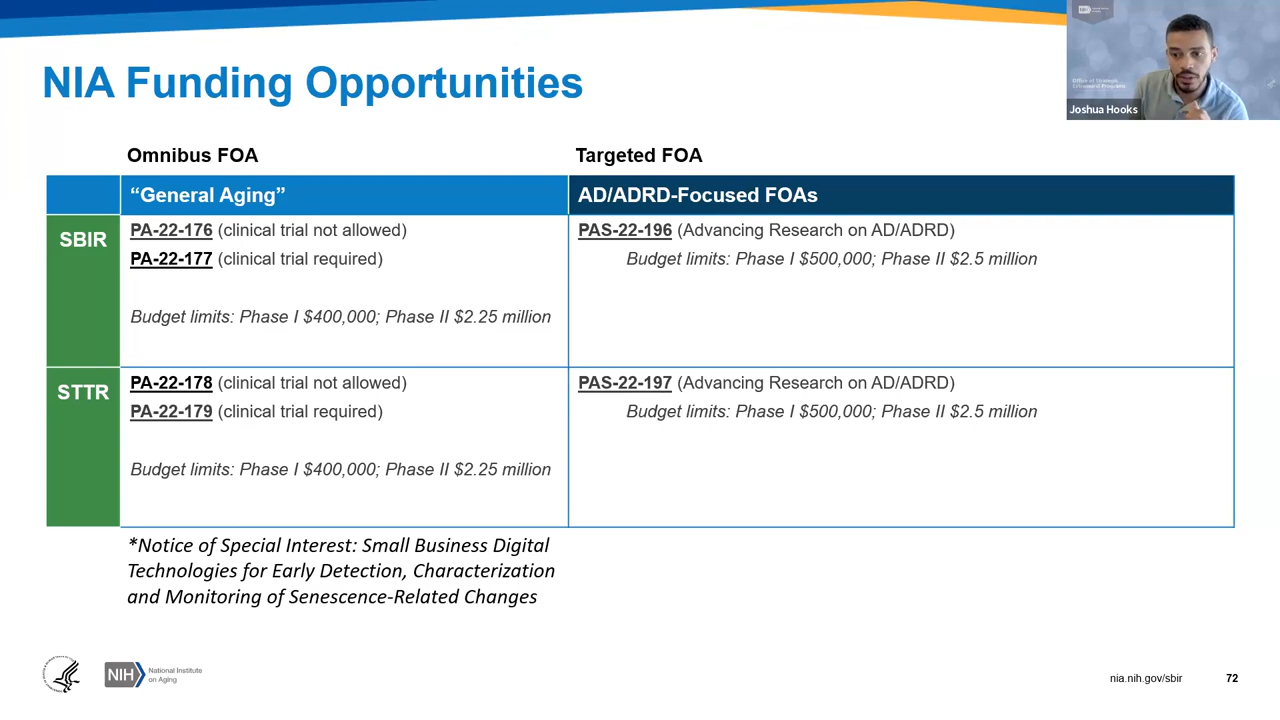 NIA Funding Opportunities
NIH
Office of Strategic
Extramural Programs
Joshua Hooks
Omnibus FOA
Targeted FOA
“General Aging”
AD/ADRD-Focused FOAs
SBIR
PA-22-176 (clinical trial not allowed)
PA-22-177 (clinical trial required)
Budget limits: Phase I $400,000; Phase II $2.25 million
PAS-22-196 (Advancing Research on AD/ADRD)
Budget limits: Phase I $500,000; Phase II $2.5 million
STTR
PA-22-178 (clinical trial not allowed)
PA-22-179 (clinical trial required)
Budget limits: Phase I $400,000; Phase II $2.25 million
PAS-22-197 (Advancing Research on AD/ADRD)
Budget limits: Phase I $500,000; Phase II $2.5 million
*Notice of Special Interest: Small Business Digital
Technologies for Early Detection, Characterization
and Monitoring of Senescence-Related Changes
NIH
National Institute
on Aging
nia.nih.gov/sbir
72